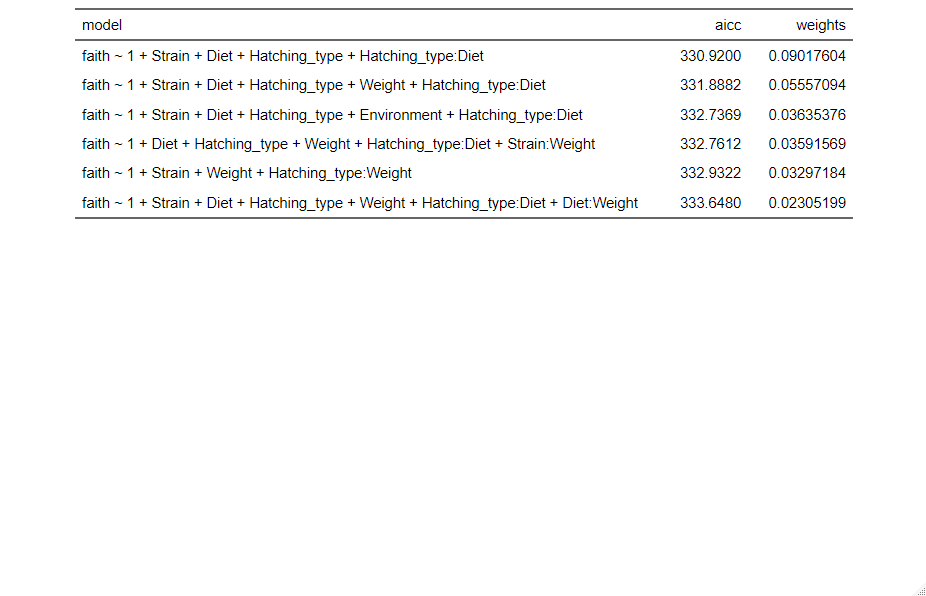 model aicc weights
faith ~ 1 + Strain + Diet + Hatching_type + Hatching_type:Diet 330.9200 0.09017604
faith ~ 1 + Strain + Diet + Hatching_type + Weight + Hatching_type:Diet 331.8882 0.05557094
faith ~ 1 + Strain + Diet + Hatching_type + Environment + Hatching_type:Diet 332.7369 0.03635376
faith ~ 1 + Diet + Hatching_type + Weight + Hatching_type:Diet + Strain:Weight 332.7612 0.03591569
faith ~ 1 + Strain + Weight + Hatching_type:Weight 332.9322 0.03297184
faith ~ 1 + Strain + Diet + Hatching_type + Weight + Hatching_type:Diet + Diet:Weight 333.6480 0.02305199